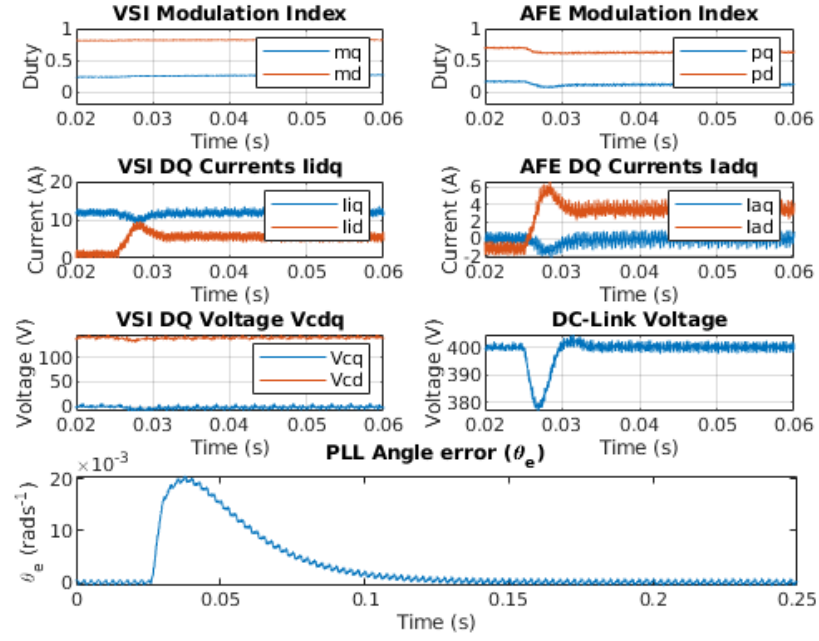 VSI Modulation Index
1
0.5
0
Duty
mq
md
0.02 0.03 0.04 0.05 0.06
Time (s)
AFE Modulation Index
1
0.5
0
Duty
pq
pd
0.02 0.03 0.04 0.05 0.06
Time (s)
VSI DQ Currents Iidq
20
10
0
Current (A)
Iiq
Iid
0.02 0.03 0.04 0.05 0.06
Time (s)
AFE DQ Currents Iadq
6
4
2
0
-2
Current (A)
Iaq
Iad
0.02 0.03 0.04 0.05 0.06
Time (s)
VSI DQ Voltage Vcdq
100
50
0
Voltage (V)
Vcq
Vcd
0.02 0.03 0.04 0.05 0.06
Time (s)
DC-Link Voltage
400
390
380
Voltage (V)
0.02 0.03 0.04 0.05 0.06
Time (s)
PLL Angle error (θe)
×10-3
20
10
0
θe (rads-1)
0 0.05 0.1 0.15 0.2 0.25
Time (s)